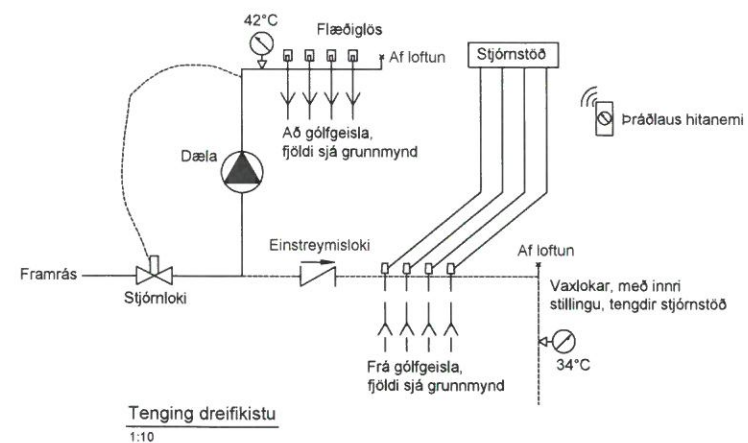 42°C
Flæðiglös
Af loftun
Stjórnstöð
Þráðlaus hitanemi
Að gólfgeisla,
fjöldi sjá grunnmynd
Dæla
Einstreymisloki
Af loftun
Framrás
Stjórnloki
Vaxlokar, með innri
stillingu, tengdir stjórnstöð
34°C
Frá gólfgeisla,
fjöldi sjá grunnmynd
Tenging dreifikistu
1:10